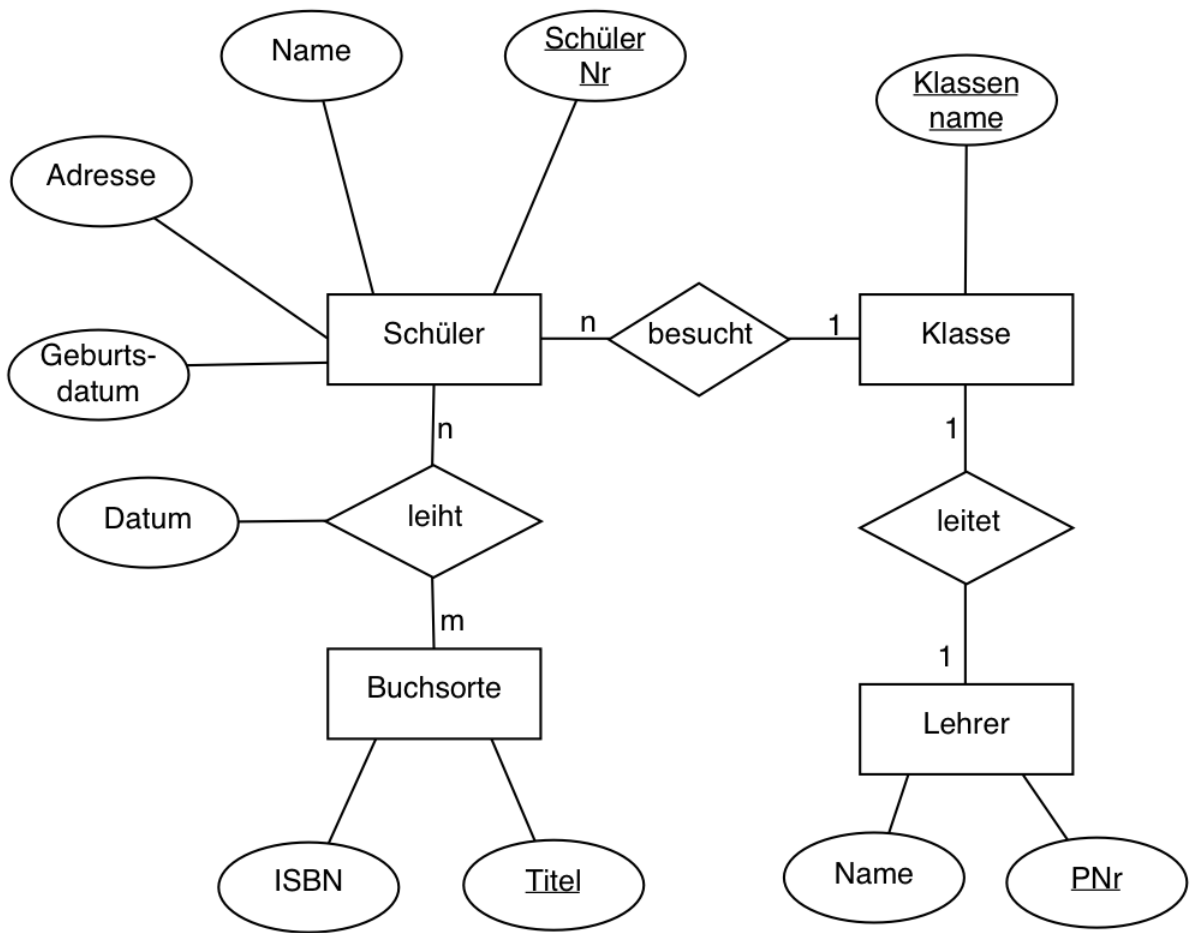 Name
Schüler
Nr
Klassen
name
Adresse
Schüler
n
besucht
1
Klasse
Geburts-
datum
n
1
Datum
leiht
leitet
m
1
Buchsorte
Lehrer
ISBN
Titel
Name
PNr